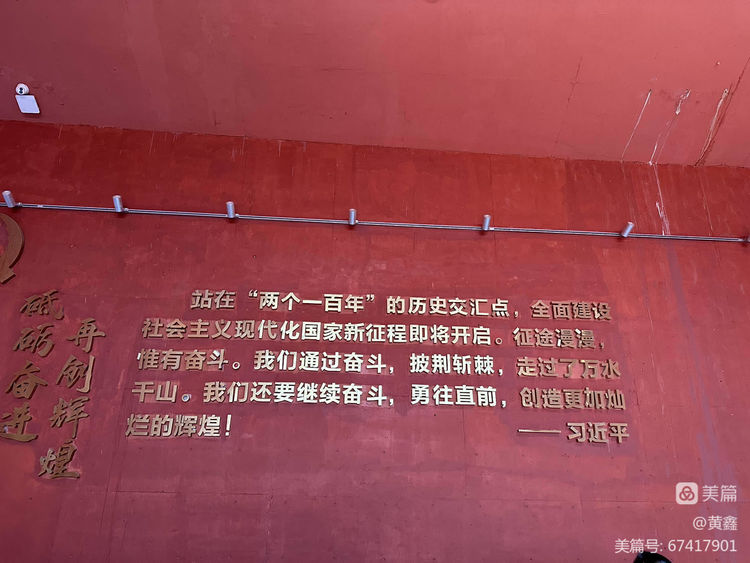 砥砺奋进
再创辉煌
站在“两个一百年”的历史交汇点，全面建设
社会主义现代化国家新征程即将开启。征途漫漫，
惟有奋斗。我们通过奋斗，披荆斩棘，走过了万水
千山。我们还要继续奋斗，勇往直前，创造更加灿
烂的辉煌！
——习近平
美篇
@黄鑫
美篇号: 67417901